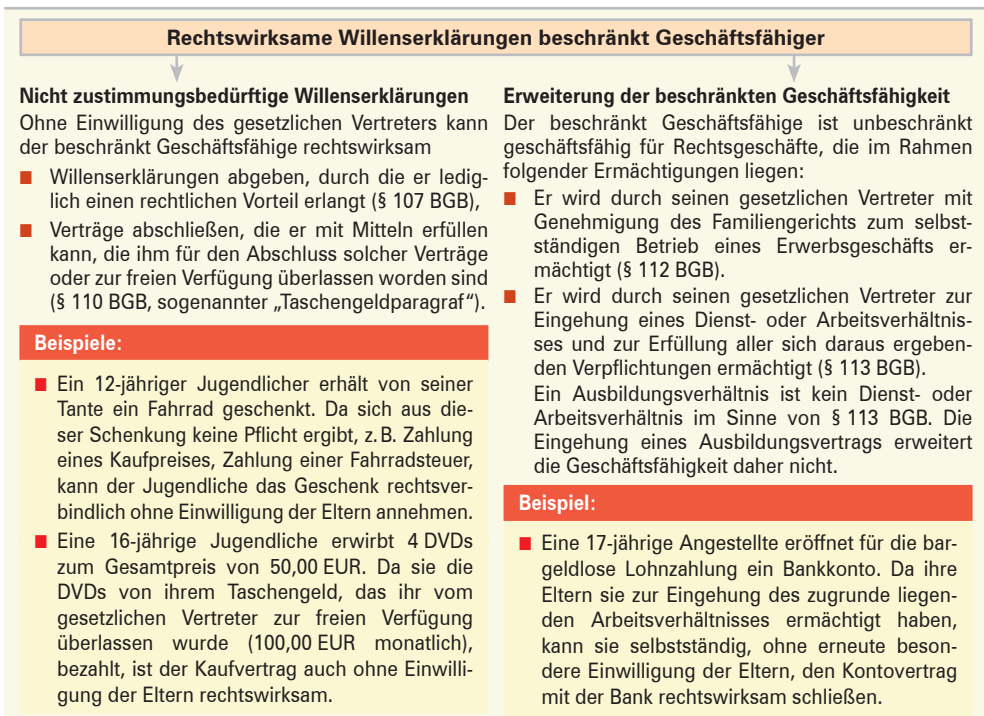 Rechtswirksame Willenserklärungen beschränkt Geschäftsfähiger
Nicht zustimmungsbedürftige Willenserklärungen
Ohne Einwilligung des gesetzlichen Vertreters kann
der beschränkt Geschäftsfähige rechtswirksam
■ Willenserklärungen abgeben, durch die er ledig-
lich einen rechtlichen Vorteil erlangt (§ 107 BGB),
■ Verträge abschließen, die er mit Mitteln erfüllen
kann, die ihm für den Abschluss solcher Verträge
oder zur freien Verfügung überlassen worden sind
(§ 110 BGB, sogenannter „Taschengeldparagraf“).
Beispiele:
■ Ein 12-jähriger Jugendlicher erhält von seiner
Tante ein Fahrrad geschenkt. Da sich aus die-
ser Schenkung keine Pflicht ergibt, z. B. Zahlung
eines Kaufpreises, Zahlung einer Fahrradsteuer,
kann der Jugendliche das Geschenk rechtsver-
bindlich ohne Einwilligung der Eltern annehmen.
■ Eine 16-jährige Jugendliche erwirbt 4 DVDs
zum Gesamtpreis von 50,00 EUR. Da sie die
DVDs von ihrem Taschengeld, das ihr vom
gesetzlichen Vertreter zur freien Verfügung
überlassen wurde (100,00 EUR monatlich),
bezahlt, ist der Kaufvertrag auch ohne Einwilli-
gung der Eltern rechtswirksam.
Erweiterung der beschränkten Geschäftsfähigkeit
Der beschränkt Geschäftsfähige ist unbeschränkt
geschäftsfähig für Rechtsgeschäfte, die im Rahmen
folgender Ermächtigungen liegen:
■ Er wird durch seinen gesetzlichen Vertreter mit
Genehmigung des Familiengerichts zum selbst-
ständigen Betrieb eines Erwerbsgeschäfts er-
mächtigt (§ 112 BGB).
■ Er wird durch seinen gesetzlichen Vertreter zur
Eingehung eines Dienst- oder Arbeitsverhältnis-
ses und zur Erfüllung aller sich daraus ergeben-
den Verpflichtungen ermächtigt (§ 113 BGB).
Ein Ausbildungsverhältnis ist kein Dienst- oder
Arbeitsverhältnis im Sinne von § 113 BGB. Die
Eingehung eines Ausbildungsvertrags erweitert
die Geschäftsfähigkeit daher nicht.
Beispiel:
■ Eine 17-jährige Angestellte eröffnet für die bar-
geldlose Lohnzahlung ein Bankkonto. Da ihre
Eltern sie zur Eingehung des zugrunde liegen-
den Arbeitsverhältnisses ermächtigt haben,
kann sie selbstständig, ohne erneute beson-
dere Einwilligung der Eltern, den Kontovertrag
mit der Bank rechtswirksam schließen.